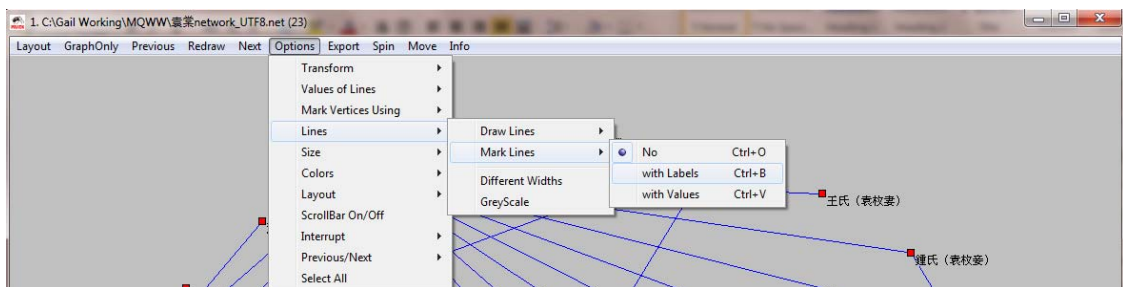 1. C:\Gail Working\MQWW\袁棠network_UTF8.net (23)
Layout GraphOnly Previous Redraw Next Options Export Spin Move Info
Transform
Values of Lines
Mark Vertices Using
Lines
Size
Colors
Layout
ScrollBar On/Off
Interrupt
Previous/Next
Select All
Draw Lines
Mark Lines
Different Widths
GreyScale
No Ctrl+O
with Labels Ctrl+B
with Values Ctrl+V
王氏（袁枚妻）
鍾氏（袁枚妾）